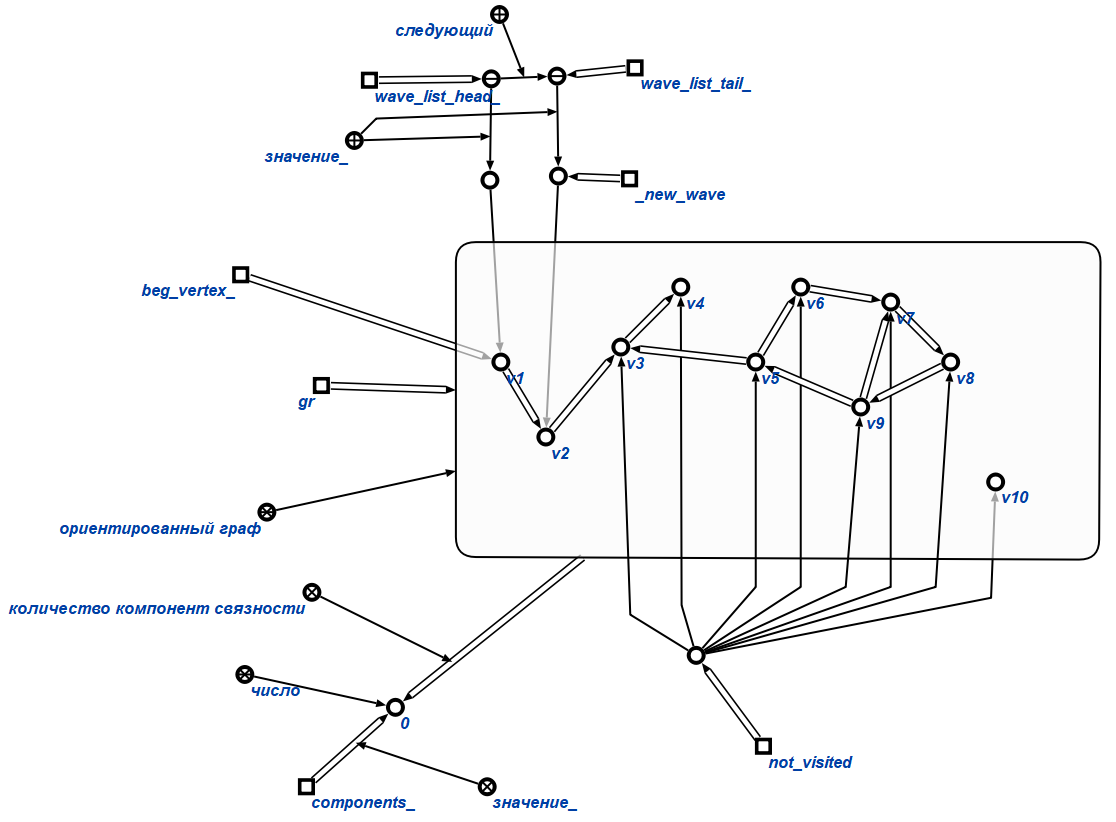 следующий
wave_list_head_
wave_list_tail_
значение_
_new_wave
beg_vertex_
v4
v6
v7
v3
v1
v5
v8
gr
v9
v2
v10
ориентированный граф
количество компонент связности
число
0
not_visited
components_
значение_